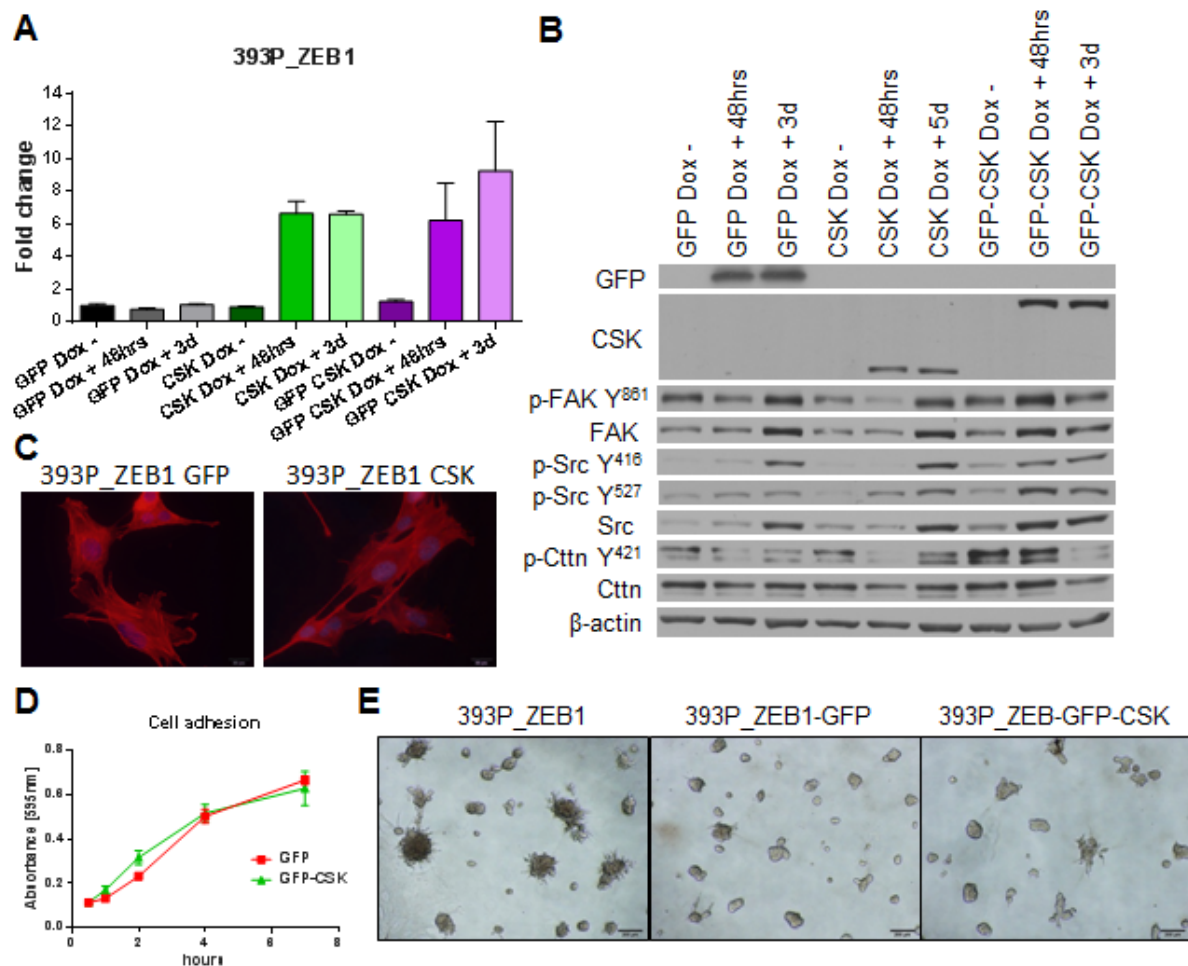 A
393P_ZEB1
Fold change
14
12
10
8
6
4
2
0
GFP Dox -
GFP Dox + 48hrs
GFP Dox + 3d
CSK Dox -
CSK Dox + 48hrs
CSK Dox + 3d
GFP CSK Dox -
GFP CSK Dox + 48hrs
GFP CSK Dox + 3d
B
GFP Dox -
GFP Dox + 48hrs
GFP Dox + 3d
CSK Dox -
CSK Dox + 48hrs
CSK Dox + 5d
GFP-CSK Dox -
GFP-CSK Dox + 48hrs
GFP-CSK Dox + 3d
GFP
CSK
p-FAK Y⁸⁶¹
FAK
p-Src Y⁴¹⁶
p-Src Y⁵²⁷
Src
p-Cttn Y⁴²¹
Cttn
β-actin
C
393P_ZEB1 GFP
393P_ZEB1 CSK
D
Cell adhesion
Absorbance [595nm]
0.8
0.6
0.4
0.2
0.0
GFP
GFP-CSK
0 2 4 6 8
hours
E
393P_ZEB1
393P_ZEB1-GFP
393P_ZEB-GFP-CSK